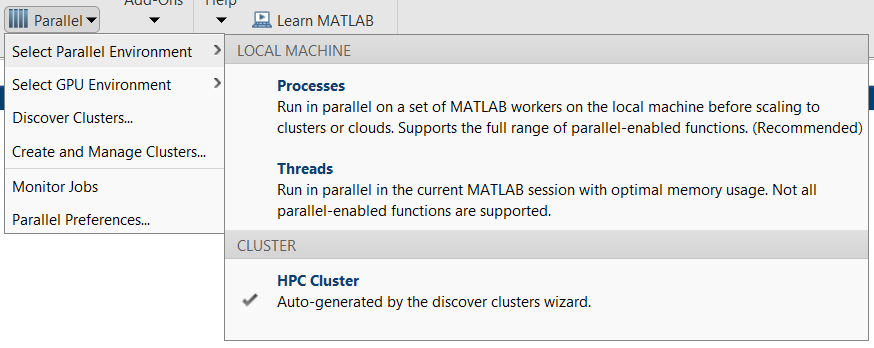 Add-Ons Help
Parallel Learn MATLAB
Select Parallel Environment
Select GPU Environment
Discover Clusters...
Create and Manage Clusters...
Monitor Jobs
Parallel Preferences...
LOCAL MACHINE
Processes
Run in parallel on a set of MATLAB workers on the local machine before scaling to
clusters or clouds. Supports the full range of parallel-enabled functions. (Recommended)
Threads
Run in parallel in the current MATLAB session with optimal memory usage. Not all
parallel-enabled functions are supported.
CLUSTER
HPC Cluster
Auto-generated by the discover clusters wizard.